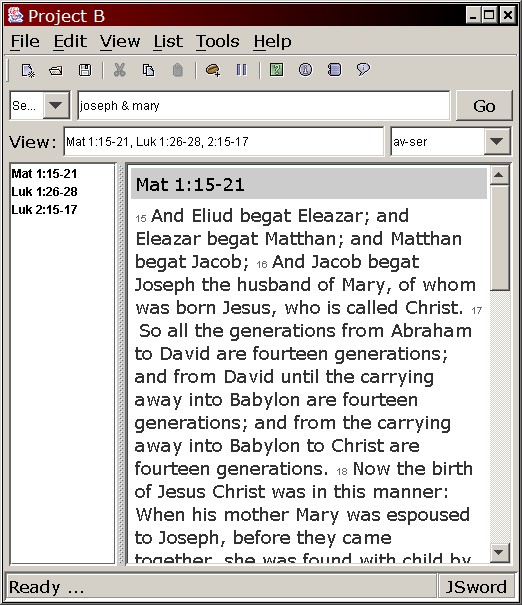 Project B
File Edit View List Tools Help
Se... joseph & mary Go
View: Mat 1:15-21, Luk 1:26-28, 2:15-17 av-ser
Mat 1:15-21
Luk 1:26-28
Luk 2:15-17
Mat 1:15-21
15 And Eliud begat Eleazar; and
Eleazar begat Matthan; and Matthan
begat Jacob; 16 And Jacob begat
Joseph the husband of Mary, of whom
was born Jesus, who is called Christ. 17
So all the generations from Abraham
to David are fourteen generations;
and from David until the carrying
away into Babylon are fourteen
generations; and from the carrying
away into Babylon to Christ are
fourteen generations. 18 Now the birth
of Jesus Christ was in this manner:
When his mother Mary was espoused
to Joseph, before they came
together, she was found with child by
Ready ... JSword